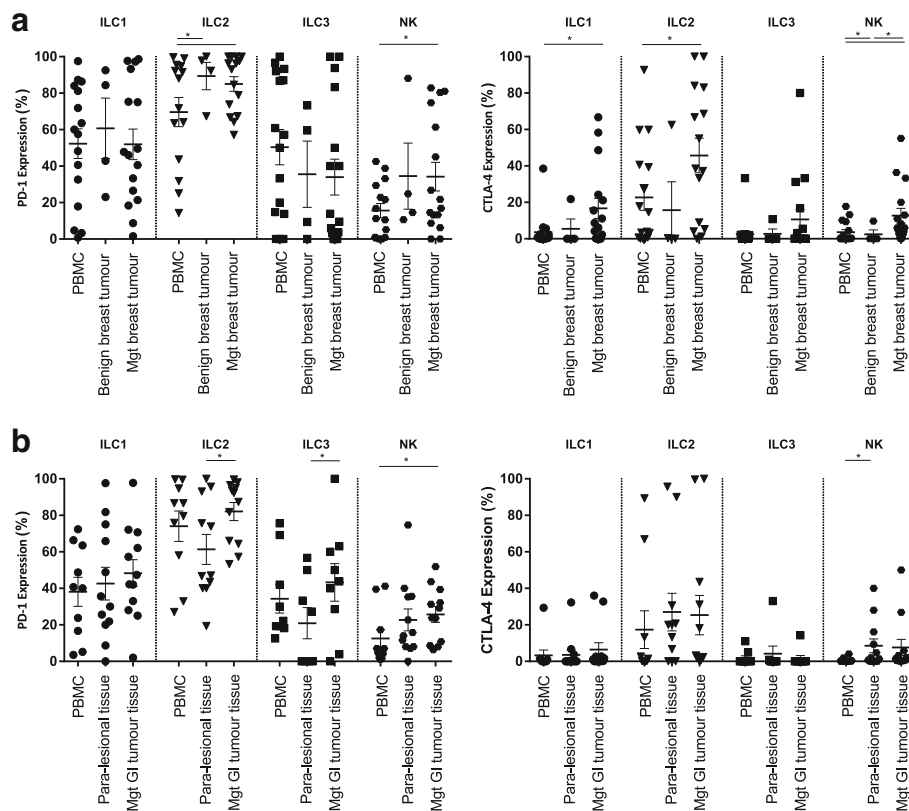 a
ILC1 ILC2 ILC3 NK
PD-1 Expression (%)
100
80
60
40
20
0
* *
PBMC
Benign breast tumour
Mgt breast tumour
PBMC
Benign breast tumour
Mgt breast tumour
PBMC
Benign breast tumour
Mgt breast tumour
PBMC
Benign breast tumour
Mgt breast tumour
ILC1 ILC2 ILC3 NK
CTLA-4 Expression (%)
100
80
60
40
20
0
* * * *
PBMC
Benign breast tumour
Mgt breast tumour
PBMC
Benign breast tumour
Mgt breast tumour
PBMC
Benign breast tumour
Mgt breast tumour
PBMC
Benign breast tumour
Mgt breast tumour
b
ILC1 ILC2 ILC3 NK
PD-1 Expression (%)
100
80
60
40
20
0
* * *
PBMC
Para-lesional tissue
Mgt GI tumour tissue
PBMC
Para-lesional tissue
Mgt GI tumour tissue
PBMC
Para-lesional tissue
Mgt GI tumour tissue
PBMC
Para-lesional tissue
Mgt GI tumour tissue
ILC1 ILC2 ILC3 NK
CTLA-4 Expression (%)
100
80
60
40
20
0
*
PBMC
Para-lesional tissue
Mgt GI tumour tissue
PBMC
Para-lesional tissue
Mgt GI tumour tissue
PBMC
Para-lesional tissue
Mgt GI tumour tissue
PBMC
Para-lesional tissue
Mgt GI tumour tissue